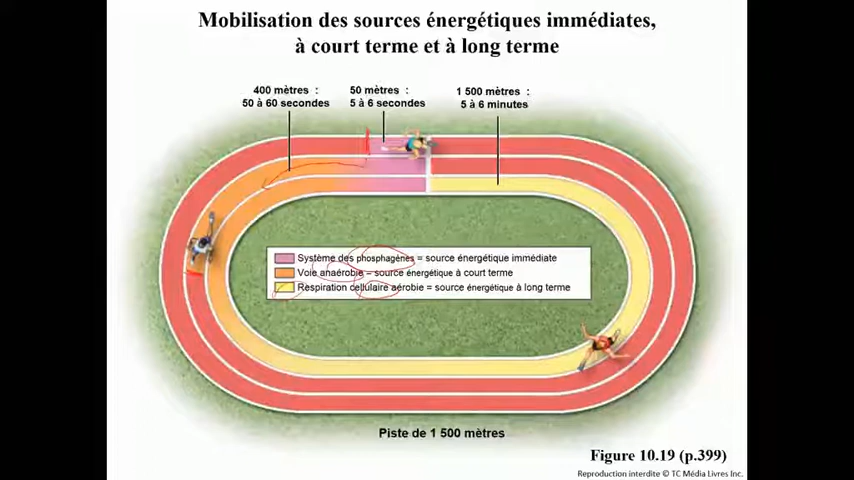 Mobilisation des sources énergétiques immédiates,
à court terme et à long terme
400 mètres :
50 à 60 secondes
50 mètres :
5 à 6 secondes
1 500 mètres :
5 à 6 minutes
Système des phosphagènes = source énergétique immédiate
Voie anaérobie = source énergétique à court terme
Respiration cellulaire aérobie = source énergétique à long terme
Piste de 1 500 mètres
Figure 10.19 (p.399)
Reproduction interdite © TC Média Livres Inc.